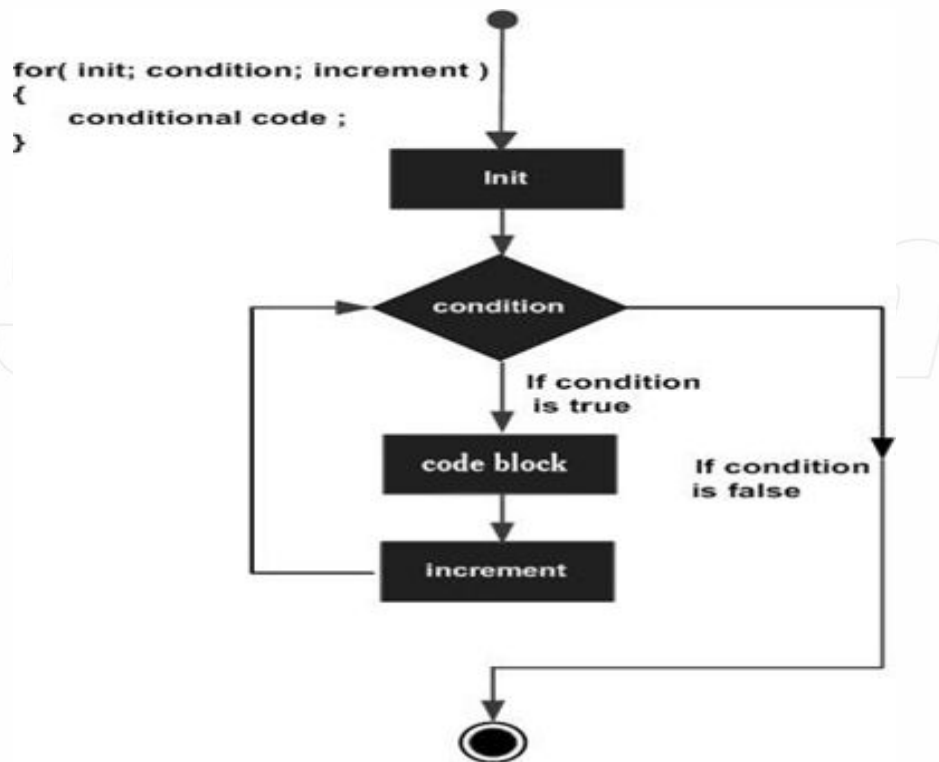 for( init; condition; increment )
{
conditional code ;
}
Init
condition
If condition
is true
code block
If condition
is false
increment